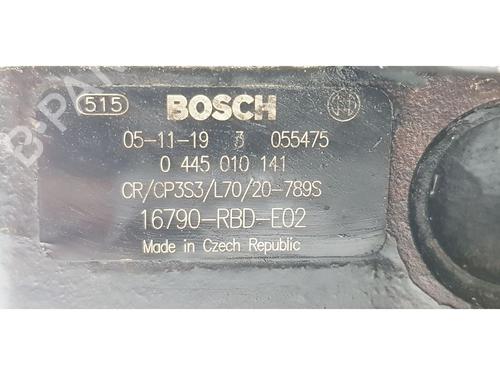 515 BOSCH
05-11-19 3 055475
0 445 010 141
CR/CP3S3/L70/20-789S
16790-RBD-E02
Made in Czech Republic